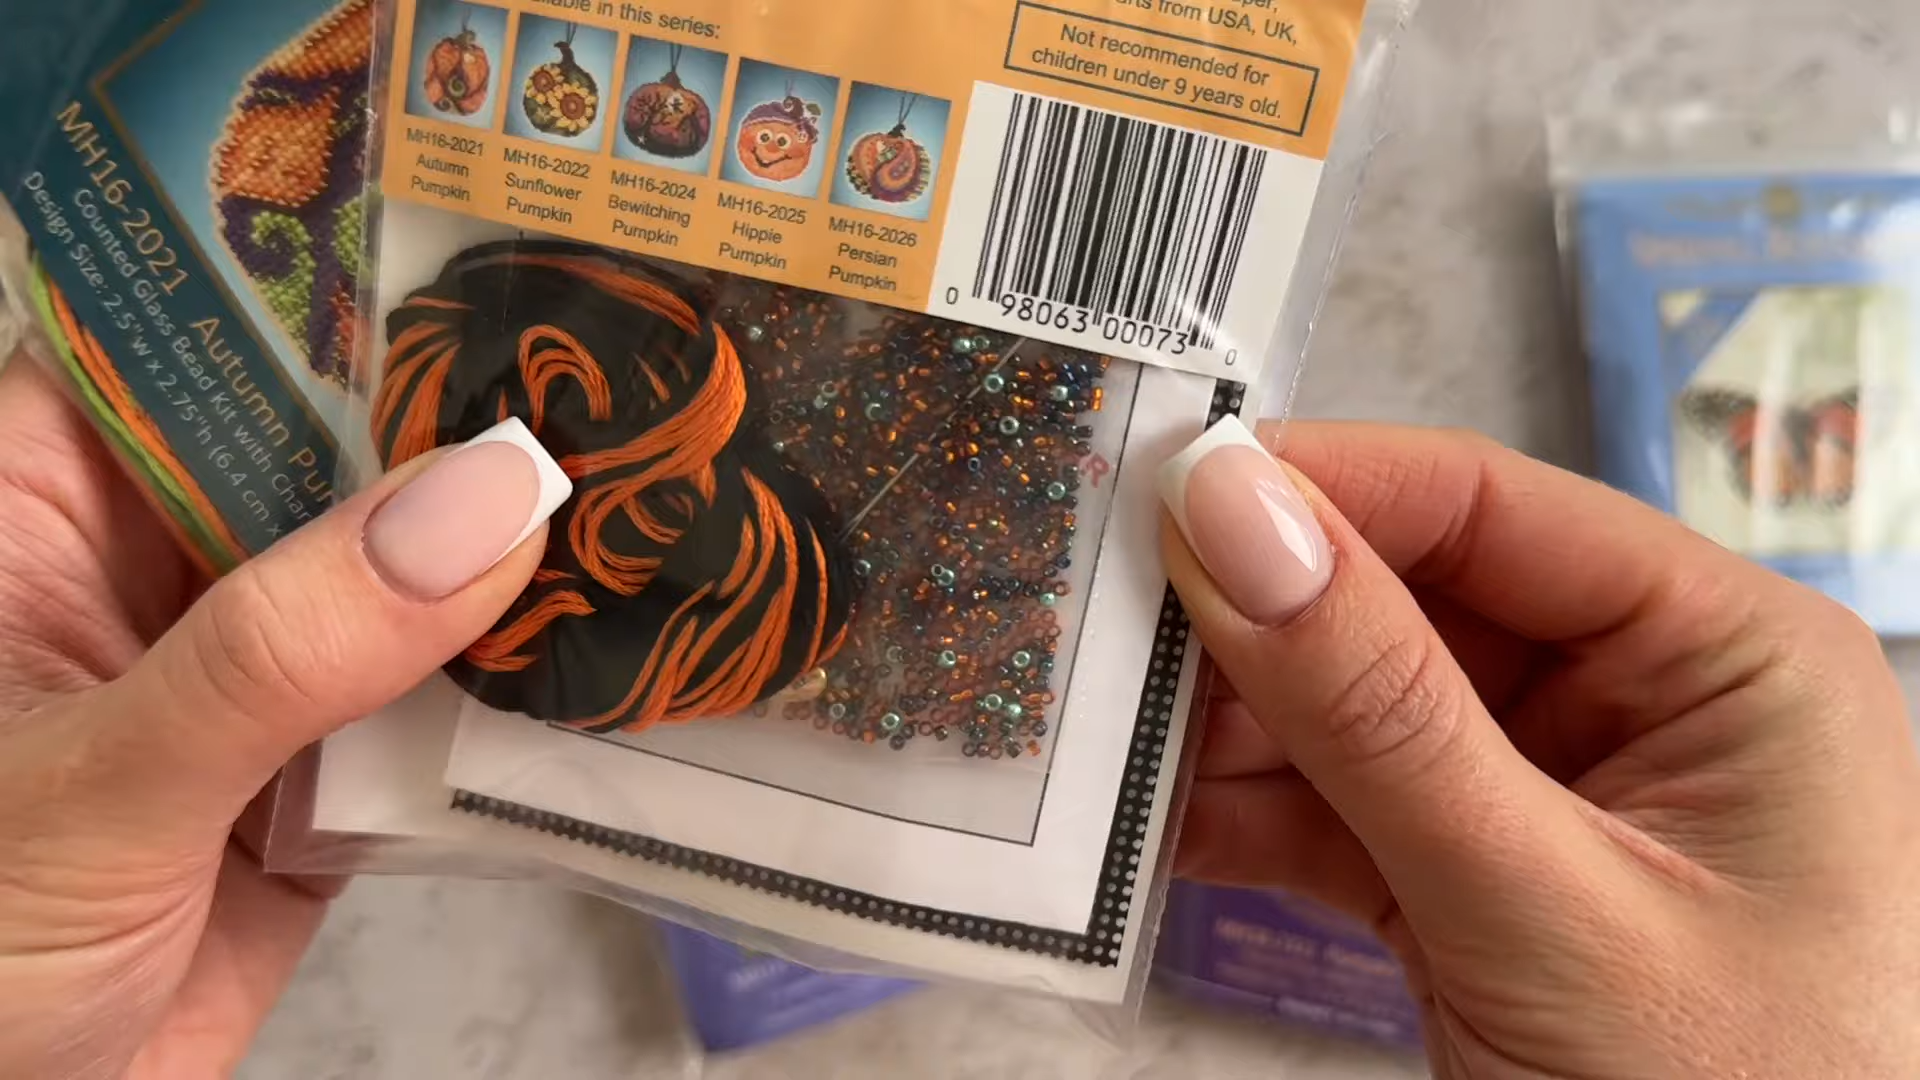 in this series:
from USA, UK,
Not recommended for
children under 9 years old.
MH16-2021
Autumn
Pumpkin
MH16-2022
Sunflower
Pumpkin
MH16-2024
Bewitching
Pumpkin
MH16-2025
Hippie
Pumpkin
MH16-2026
Persian
Pumpkin
0 98063 00073 0
R
MH16-2021
Autumn
Counted Glass Bead Kit with
Design Size: 2.5"w x 2.75"h (6.4 cm x